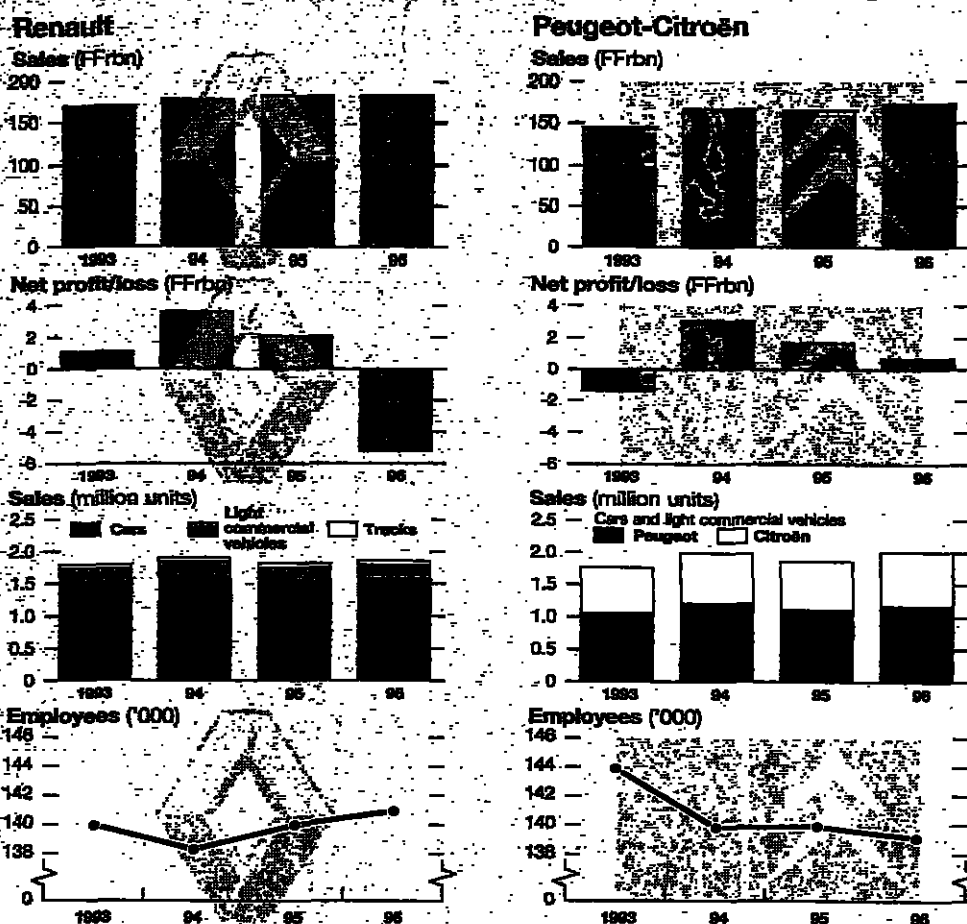 Renault
Sales (FFrbn)
200
150
100
50
0
1993 94 95 96
Net profit/loss (FFrbn)
4
2
0
-2
-4
-6
1993 94 95 96
Sales (million units)
2.5
Cars
Light commercial vehicles
Trucks
2.0
1.5
1.0
0.5
0
1993 94 95 96
Employees ('000)
146
144
142
140
138
0
1993 94 95 96
Peugeot-Citroën
Sales (FFrbn)
200
150
100
50
0
1993 94 95 96
Net profit/loss (FFrbn)
4
2
0
-2
-4
-6
1993 94 95 96
Sales (million units)
2.5
Cars and light commercial vehicles
Peugeot Citroën
2.0
1.5
1.0
0.5
0
1993 94 95 96
Employees ('000)
146
144
142
140
138
0
1993 94 95 96